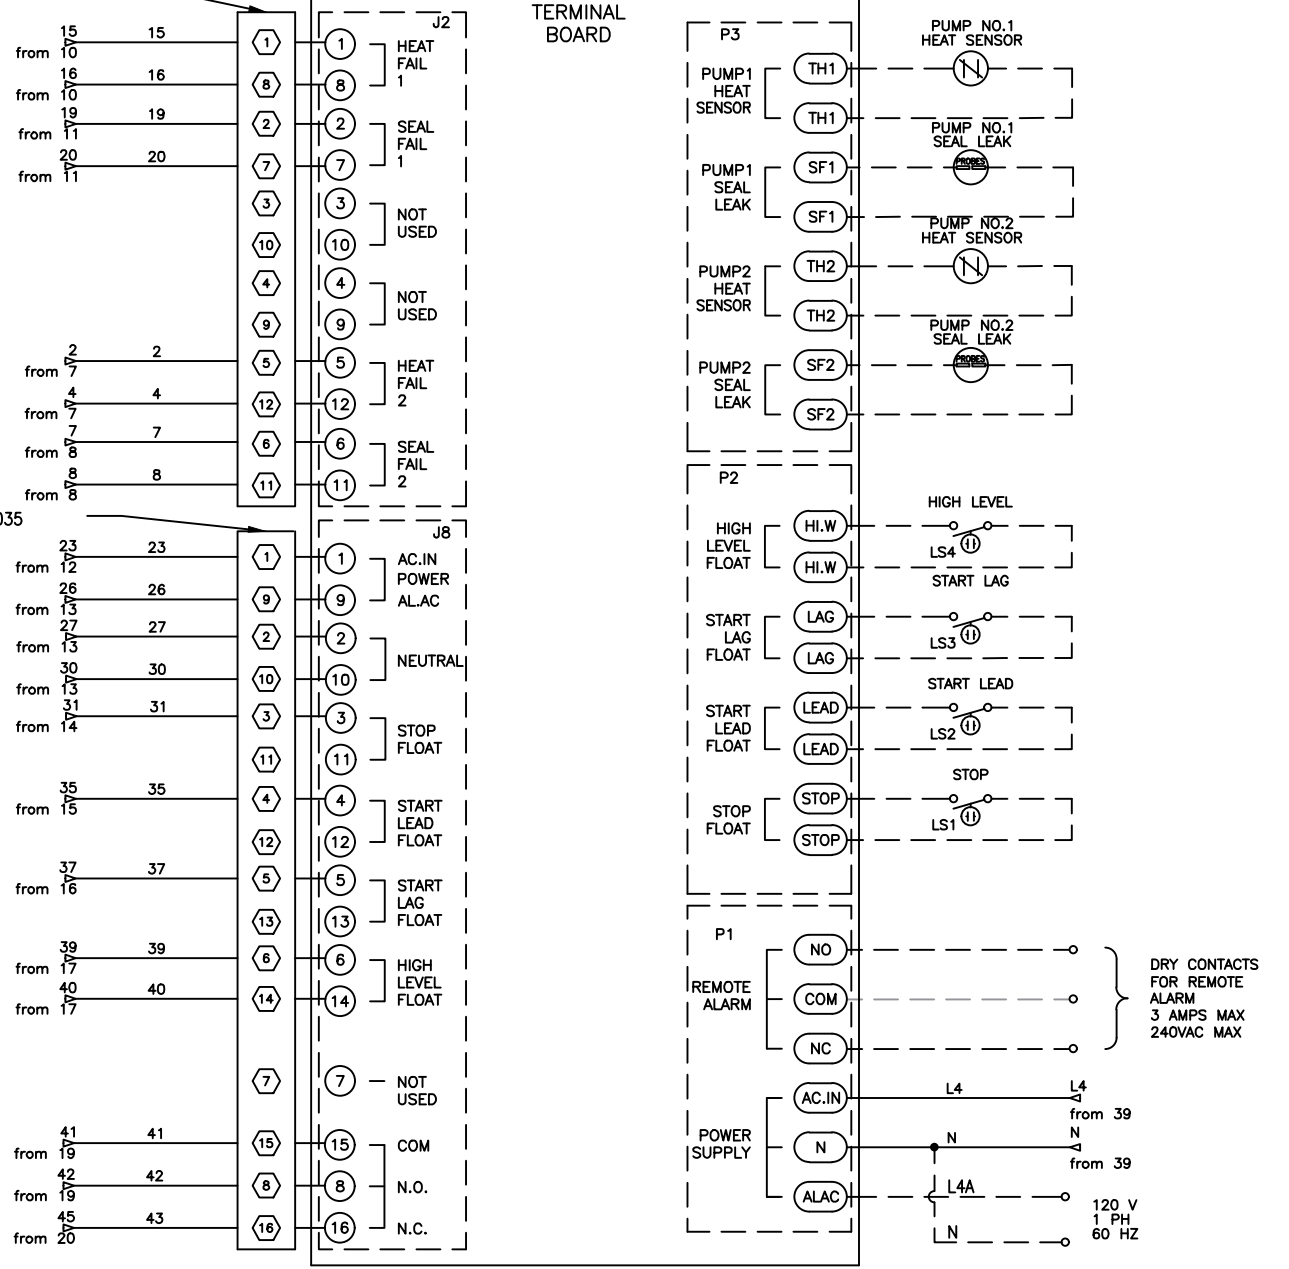 TERMINAL
BOARD
J2
15
from 10
15
1
1
HEAT
FAIL
1
16
from 10
16
8
8
19
from 11
19
2
2
SEAL
FAIL
1
20
from 11
20
7
7
3
3
NOT
USED
10
10
4
4
NOT
USED
9
9
2
from 7
2
5
5
HEAT
FAIL
2
4
from 7
4
12
12
7
from 8
7
6
6
SEAL
FAIL
2
8
from 8
8
11
11
035
J8
23
from 12
23
1
1
AC.IN
POWER
AL.AC
26
from 13
26
9
9
27
from 13
27
2
2
NEUTRAL
30
from 13
30
10
10
31
from 14
31
3
3
STOP
FLOAT
11
11
35
from 15
35
4
4
START
LEAD
FLOAT
12
12
37
from 16
37
5
5
START
LAG
FLOAT
13
13
39
from 17
39
6
6
HIGH
LEVEL
FLOAT
40
from 17
40
14
14
7
7
NOT
USED
41
from 19
41
15
15
COM
42
from 19
42
8
8
N.O.
45
from 20
43
16
16
N.C.
P3
PUMP1
HEAT
SENSOR
TH1
TH1
PUMP NO.1
HEAT SENSOR
PUMP1
SEAL
LEAK
SF1
SF1
PUMP NO.1
SEAL LEAK
PROBES
PUMP2
HEAT
SENSOR
TH2
TH2
PUMP NO.2
HEAT SENSOR
PUMP2
SEAL
LEAK
SF2
SF2
PUMP NO.2
SEAL LEAK
PROBES
P2
HIGH
LEVEL
FLOAT
HI.W
HI.W
HIGH LEVEL
LS4
START
LAG
FLOAT
LAG
LAG
START LAG
LS3
START
LEAD
FLOAT
LEAD
LEAD
START LEAD
LS2
STOP
FLOAT
STOP
STOP
STOP
LS1
P1
REMOTE
ALARM
NO
COM
NC
DRY CONTACTS
FOR REMOTE
ALARM
3 AMPS MAX
240VAC MAX
POWER
SUPPLY
AC.IN
L4
L4
from 39
N
N
N
from 39
ALAC
L4A
N
120 V
1 PH
60 HZ